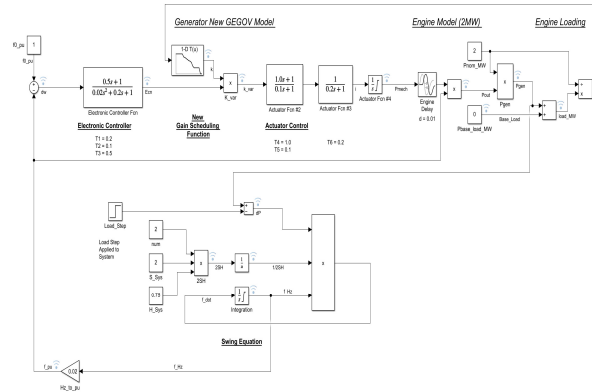 Generator New GEGOV Model
Engine Model (2MW)
Engine Loading
f0_pu
1
f0_pu
dw
0.5s + 1
0.02s² + 0.2s + 1
Electronic Controller Fcn
Ecn
1-D T(u)
k
x
K_var
k_var
1.0s + 1
0.1s + 1
Actuator Fcn #2
1
0.2s + 1
Actuator Fcn #3
1
s
Actuator Fcn #4
Pmech
Engine
Delay
d = 0.01
x
Pout
Pnom_MW
2
x
Pgen
Pgen
0
Pbase_load_MW
Base_Load
load_MW
Electronic Controller
T1 = 0.2
T2 = 0.1
T3 = 0.5
New
Gain Scheduling
Function
Actuator Control
T4 = 1.0
T5 = 0.1
T6 = 0.2
Load_Step
dP
Load Step
Applied to
System
num
2
2
S_Sys
0.78
H_Sys
x
2SH
2SH
1
u
1/2SH
x
f_dot
1
s
Integration
f Hz
Swing Equation
f_pu
0.02
Hz_to_pu
f_Hz